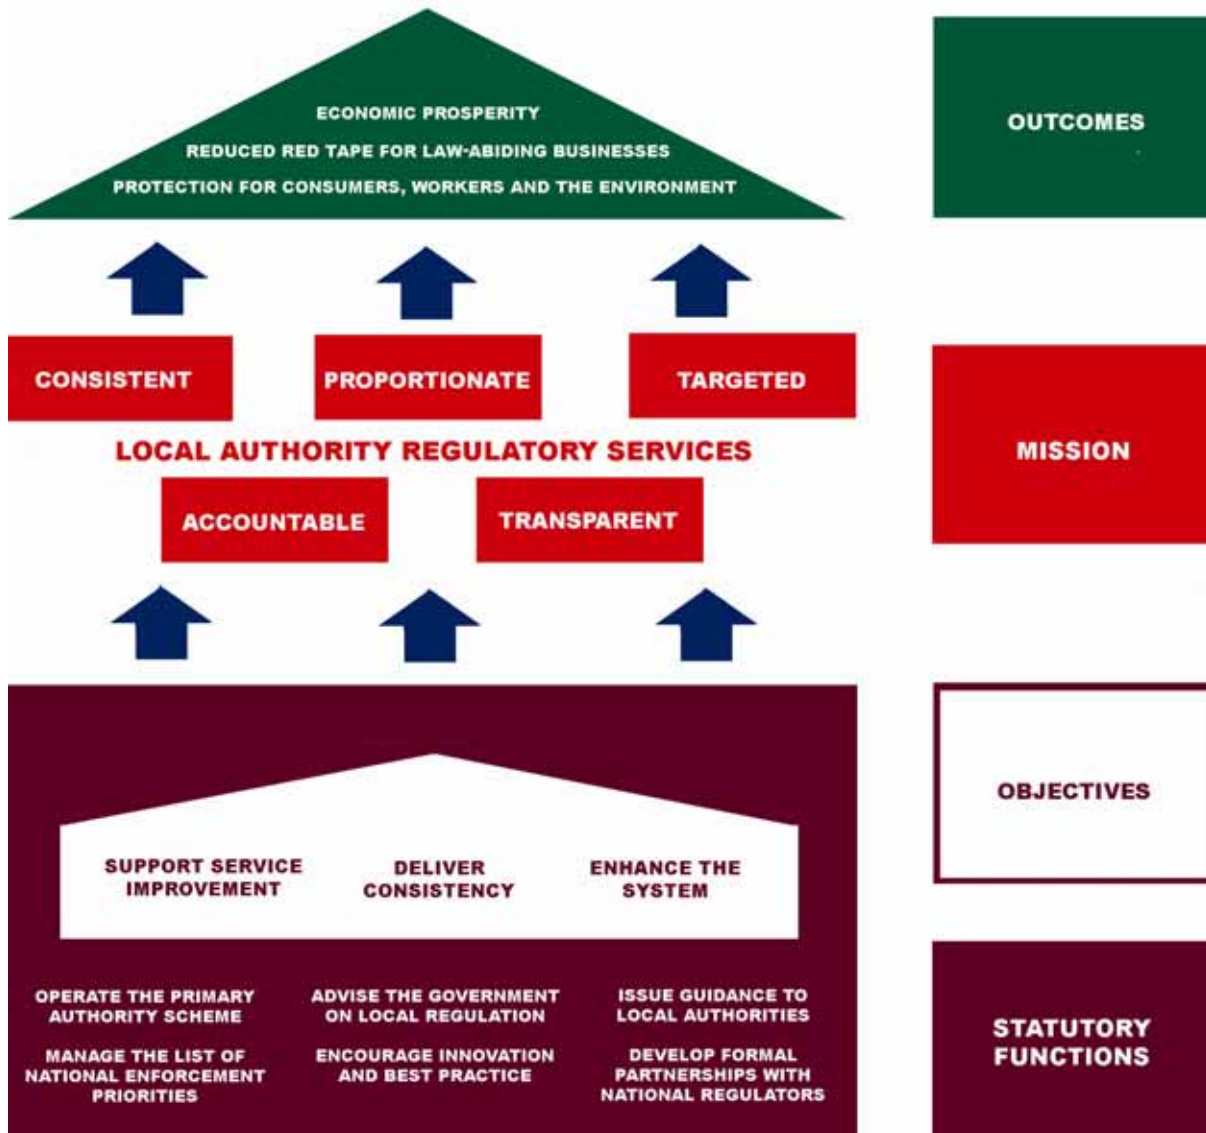 ECONOMIC PROSPERITY
REDUCED RED TAPE FOR LAW-ABIDING BUSINESSES
PROTECTION FOR CONSUMERS, WORKERS AND THE ENVIRONMENT
OUTCOMES
CONSISTENT
PROPORTIONATE
TARGETED
LOCAL AUTHORITY REGULATORY SERVICES
ACCOUNTABLE
TRANSPARENT
MISSION
SUPPORT SERVICE
IMPROVEMENT
DELIVER
CONSISTENCY
ENHANCE THE
SYSTEM
OBJECTIVES
OPERATE THE PRIMARY
AUTHORITY SCHEME
ADVISE THE GOVERNMENT
ON LOCAL REGULATION
ISSUE GUIDANCE TO
LOCAL AUTHORITIES
MANAGE THE LIST OF
NATIONAL ENFORCEMENT
PRIORITIES
ENCOURAGE INNOVATION
AND BEST PRACTICE
DEVELOP FORMAL
PARTNERSHIPS WITH
NATIONAL REGULATORS
STATUTORY
FUNCTIONS